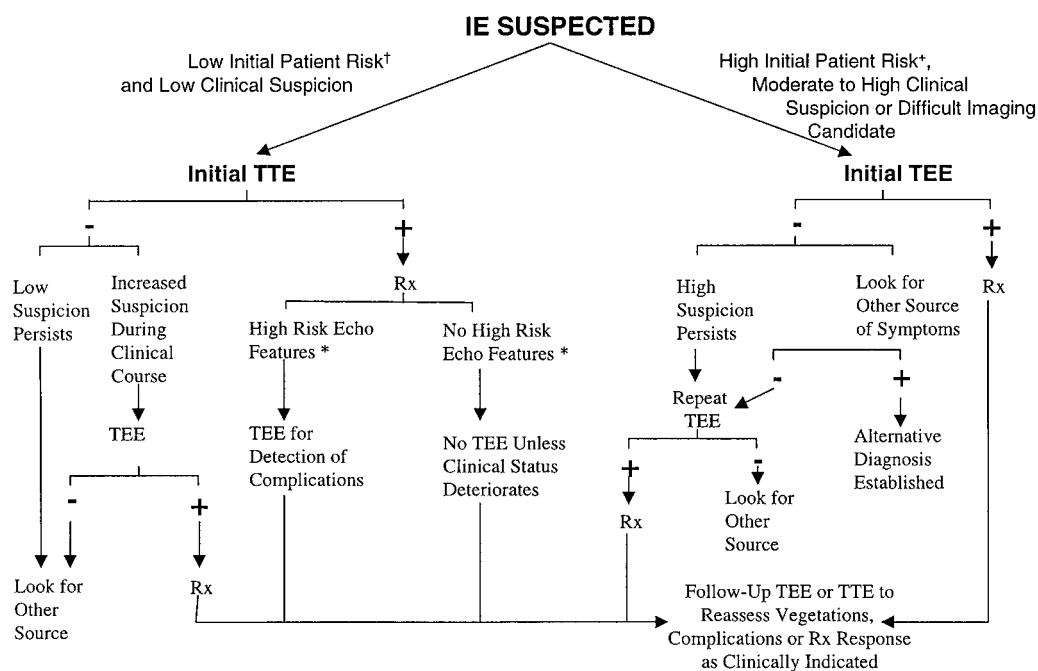 IE SUSPECTED
Low Initial Patient Risk†
and Low Clinical Suspicion
High Initial Patient Risk+,
Moderate to High Clinical
Suspicion or Difficult Imaging
Candidate
Initial TTE
Initial TEE
-
+
-
+
Low
Suspicion
Persists
Increased
Suspicion
During
Clinical
Course
Rx
High
Suspicion
Persists
Look for
Other Source
of Symptoms
Rx
High Risk Echo
Features *
No High Risk
Echo Features *
-
+
Repeat
TEE
TEE
TEE for
Detection of
Complications
No TEE Unless
Clinical Status
Deteriorates
Alternative
Diagnosis
Established
-
+
+
-
Rx
Look for
Other
Source
Look for
Other
Source
Rx
Follow-Up TEE or TTE to
Reassess Vegetations,
Complications or Rx Response
as Clinically Indicated